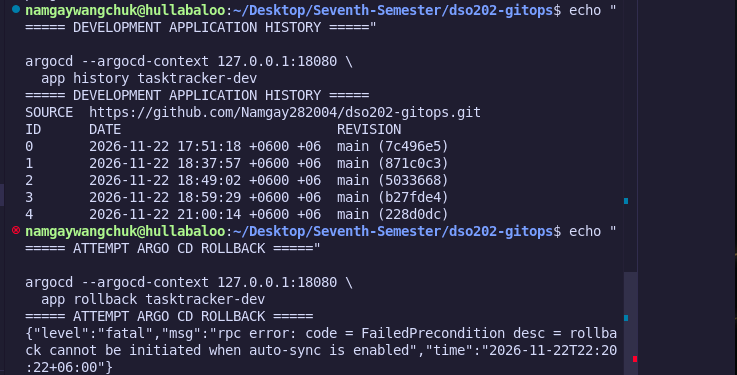 namgaywangchuk@hullabaloo:~/Desktop/Seventh-Semester/dso202-gitops$ echo "
===== DEVELOPMENT APPLICATION HISTORY ====="

argocd --argocd-context 127.0.0.1:18080 \
  app history tasktracker-dev
===== DEVELOPMENT APPLICATION HISTORY =====
SOURCE  https://github.com/Namgay282004/dso202-gitops.git
ID      DATE                           REVISION
0       2026-11-22 17:51:18 +0600 +06  main (7c496e5)
1       2026-11-22 18:37:57 +0600 +06  main (871c0c3)
2       2026-11-22 18:49:02 +0600 +06  main (5033668)
3       2026-11-22 18:59:29 +0600 +06  main (b27fde4)
4       2026-11-22 21:00:14 +0600 +06  main (228d0dc)
namgaywangchuk@hullabaloo:~/Desktop/Seventh-Semester/dso202-gitops$ echo "
===== ATTEMPT ARGO CD ROLLBACK ====="

argocd --argocd-context 127.0.0.1:18080 \
  app rollback tasktracker-dev
===== ATTEMPT ARGO CD ROLLBACK =====
{"level":"fatal","msg":"rpc error: code = FailedPrecondition desc = rollba
ck cannot be initiated when auto-sync is enabled","time":"2026-11-22T22:20
:22+06:00"}